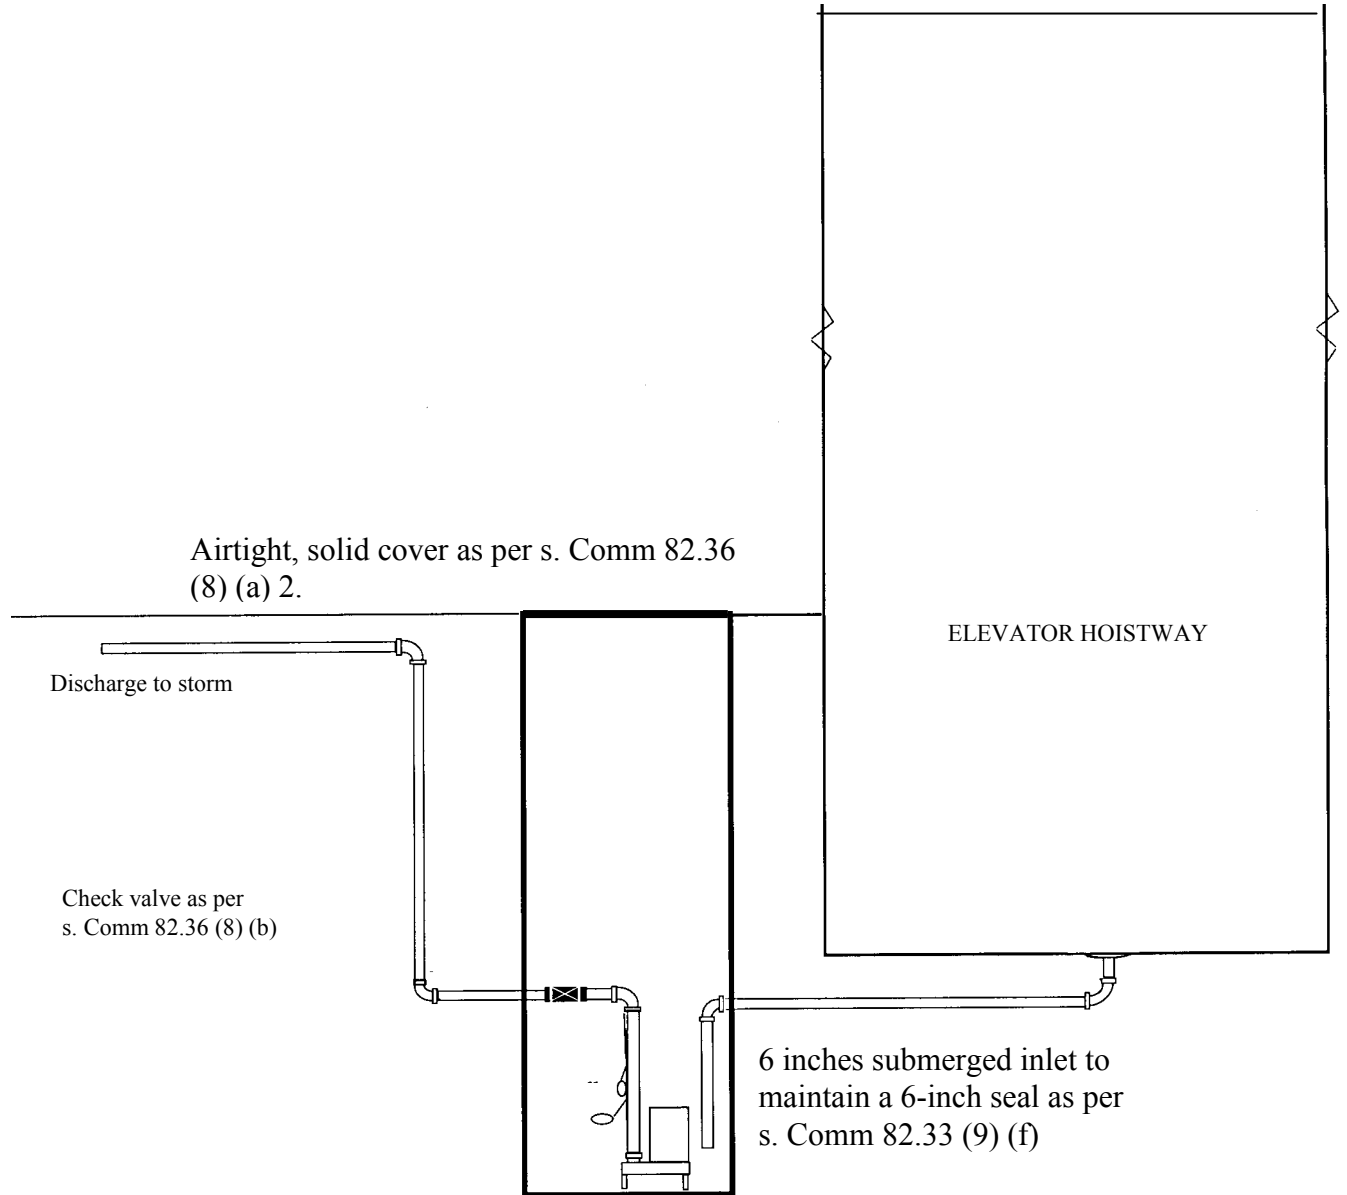 Airtight, solid cover as per s. Comm 82.36
(8) (a) 2.
ELEVATOR HOISTWAY
Discharge to storm
Check valve as per
s. Comm 82.36 (8) (b)
6 inches submerged inlet to
maintain a 6-inch seal as per
s. Comm 82.33 (9) (f)